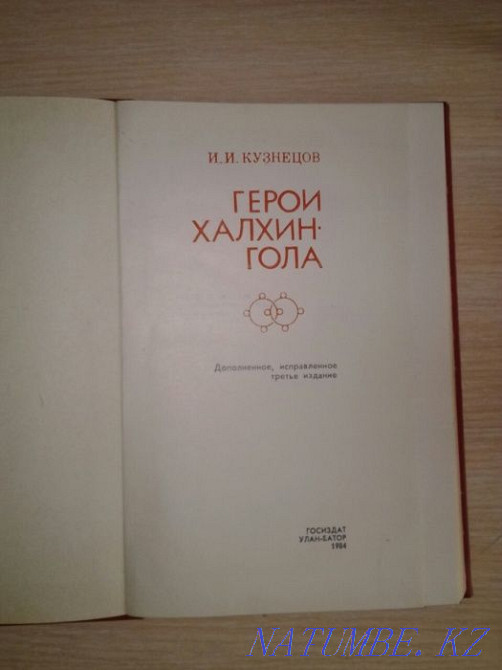 И. И. КУЗНЕЦОВ
ГЕРОИ
ХАЛХИН-
ГОЛА
Дополненное, исправленное
третье издание
ГОСИЗДАТ
УЛАН-БАТОР
1984
NATUMBE. KZ